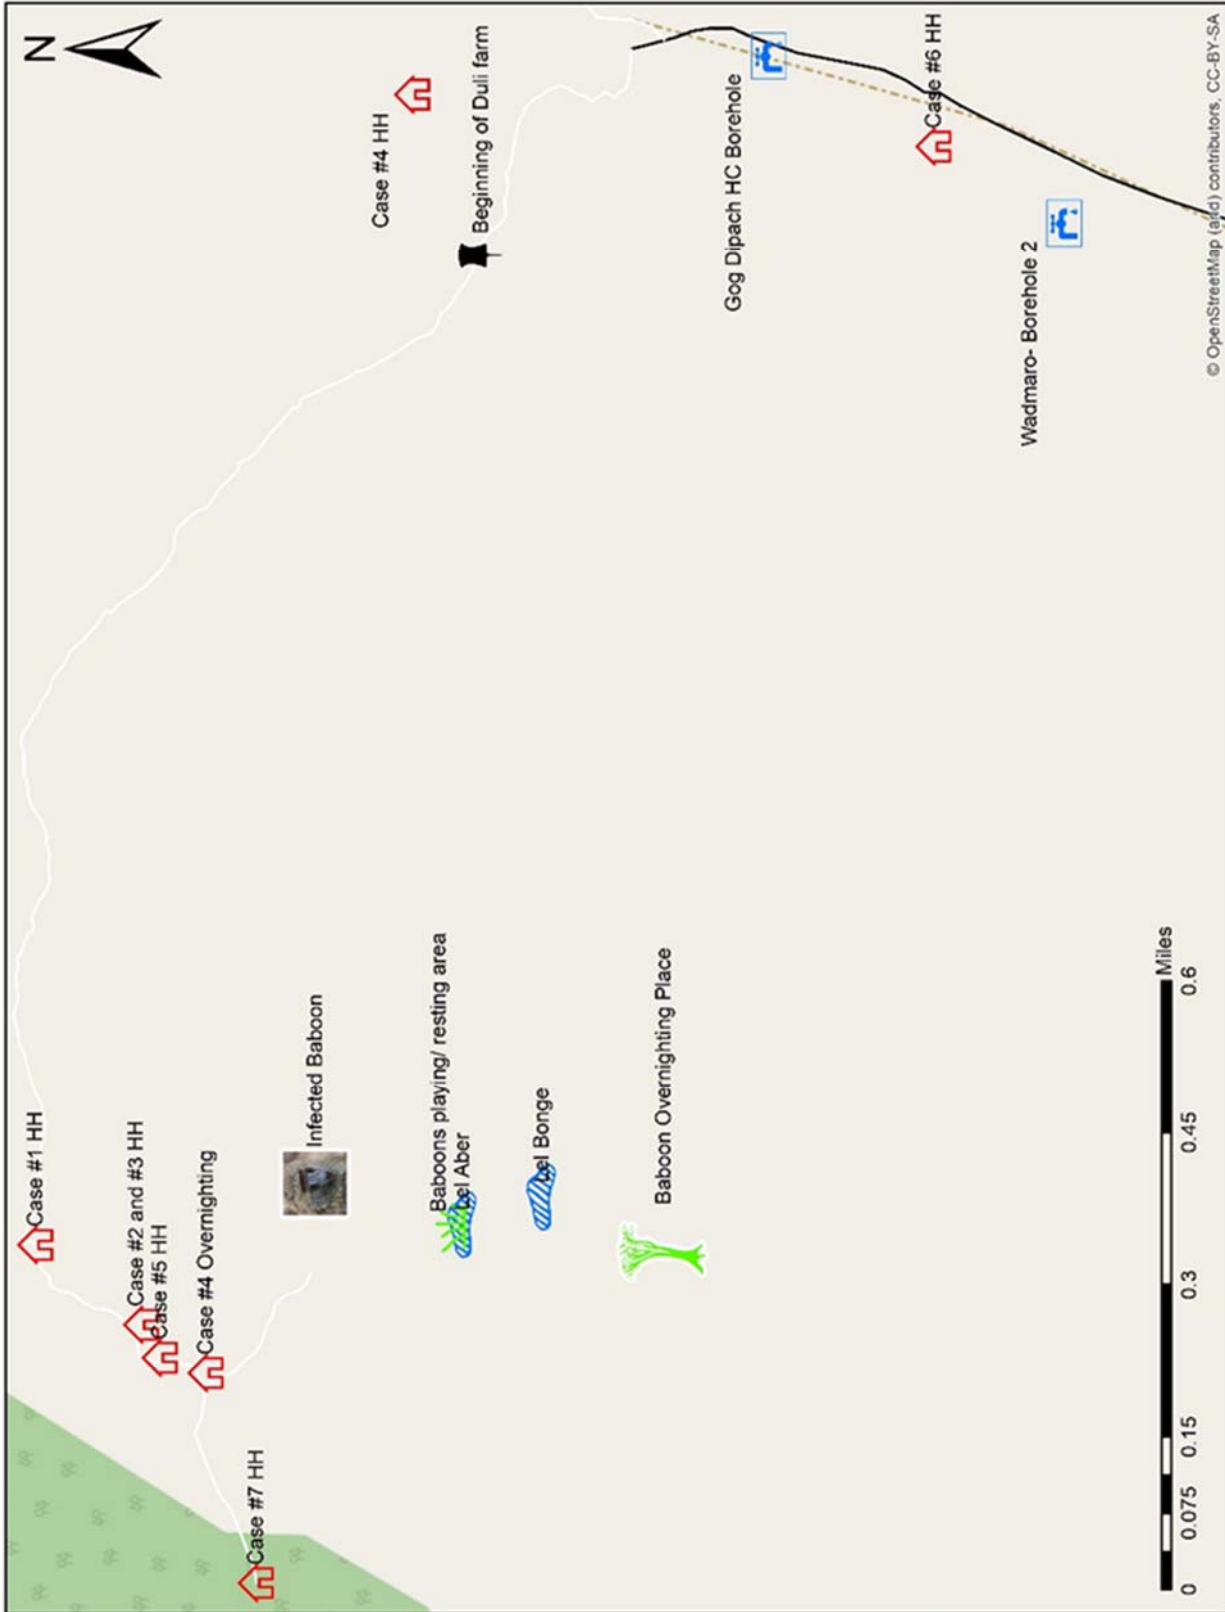 N
Case #1 HH
Case #2 and #3 HH
Case #5 HH
Case #4 Overnighting
Case #7 HH
Infected Baboon
Baboons playing/ resting area
Lel Aber
Lel Bonge
Baboon Overnighting Place
Case #4 HH
Beginning of Duli farm
Gog Dipach HC Borehole
Case #6 HH
Wadmaro- Borehole 2
0 0.075 0.15 0.3 0.45 0.6
Miles
© OpenStreetMap (and) contributors, CC-BY-SA